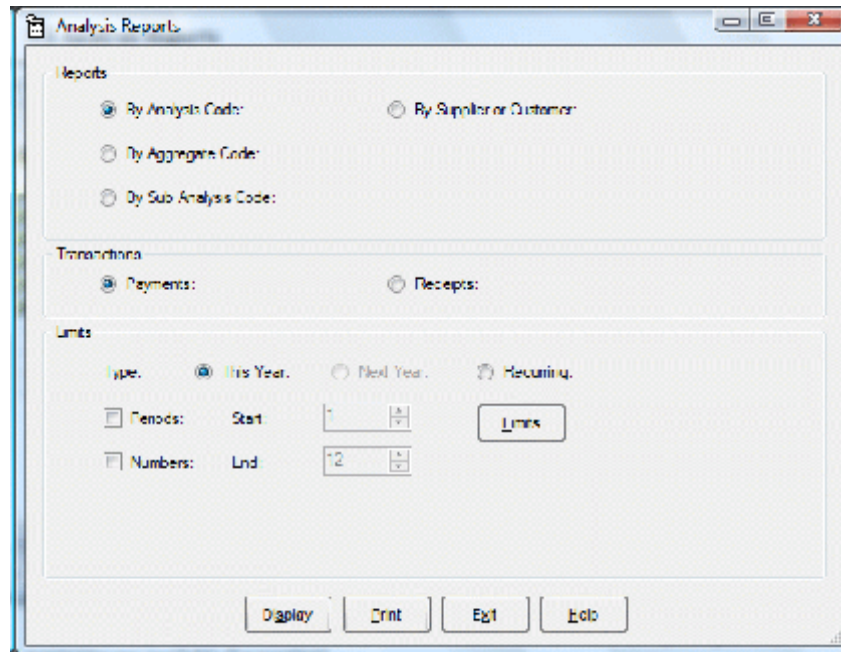 Analysis Reports
Reports
By Analysis Code:
By Supplier or Customer:
By Aggregate Code:
By Sub Analysis Code:
Transactions
Payments:
Receipts:
Limits
Type: This Year: Next Year: Recurring:
Periods: Start: 1 Limits
Numbers: End: 12
Display Print Exit Help